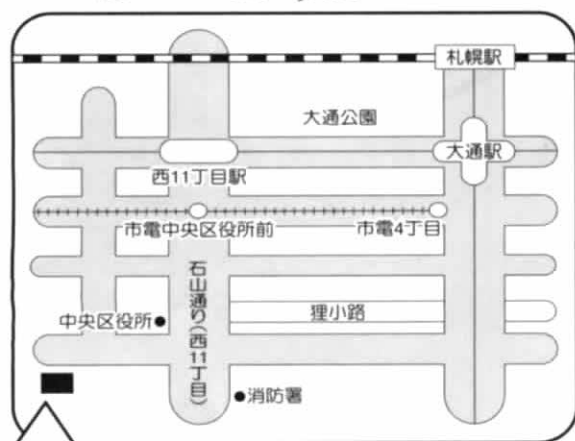 札幌駅
大通公園
大通駅
西11丁目駅
市電中央区役所前
市電4丁目
石山通り(西11丁目)
狸小路
中央区役所●
●消防署